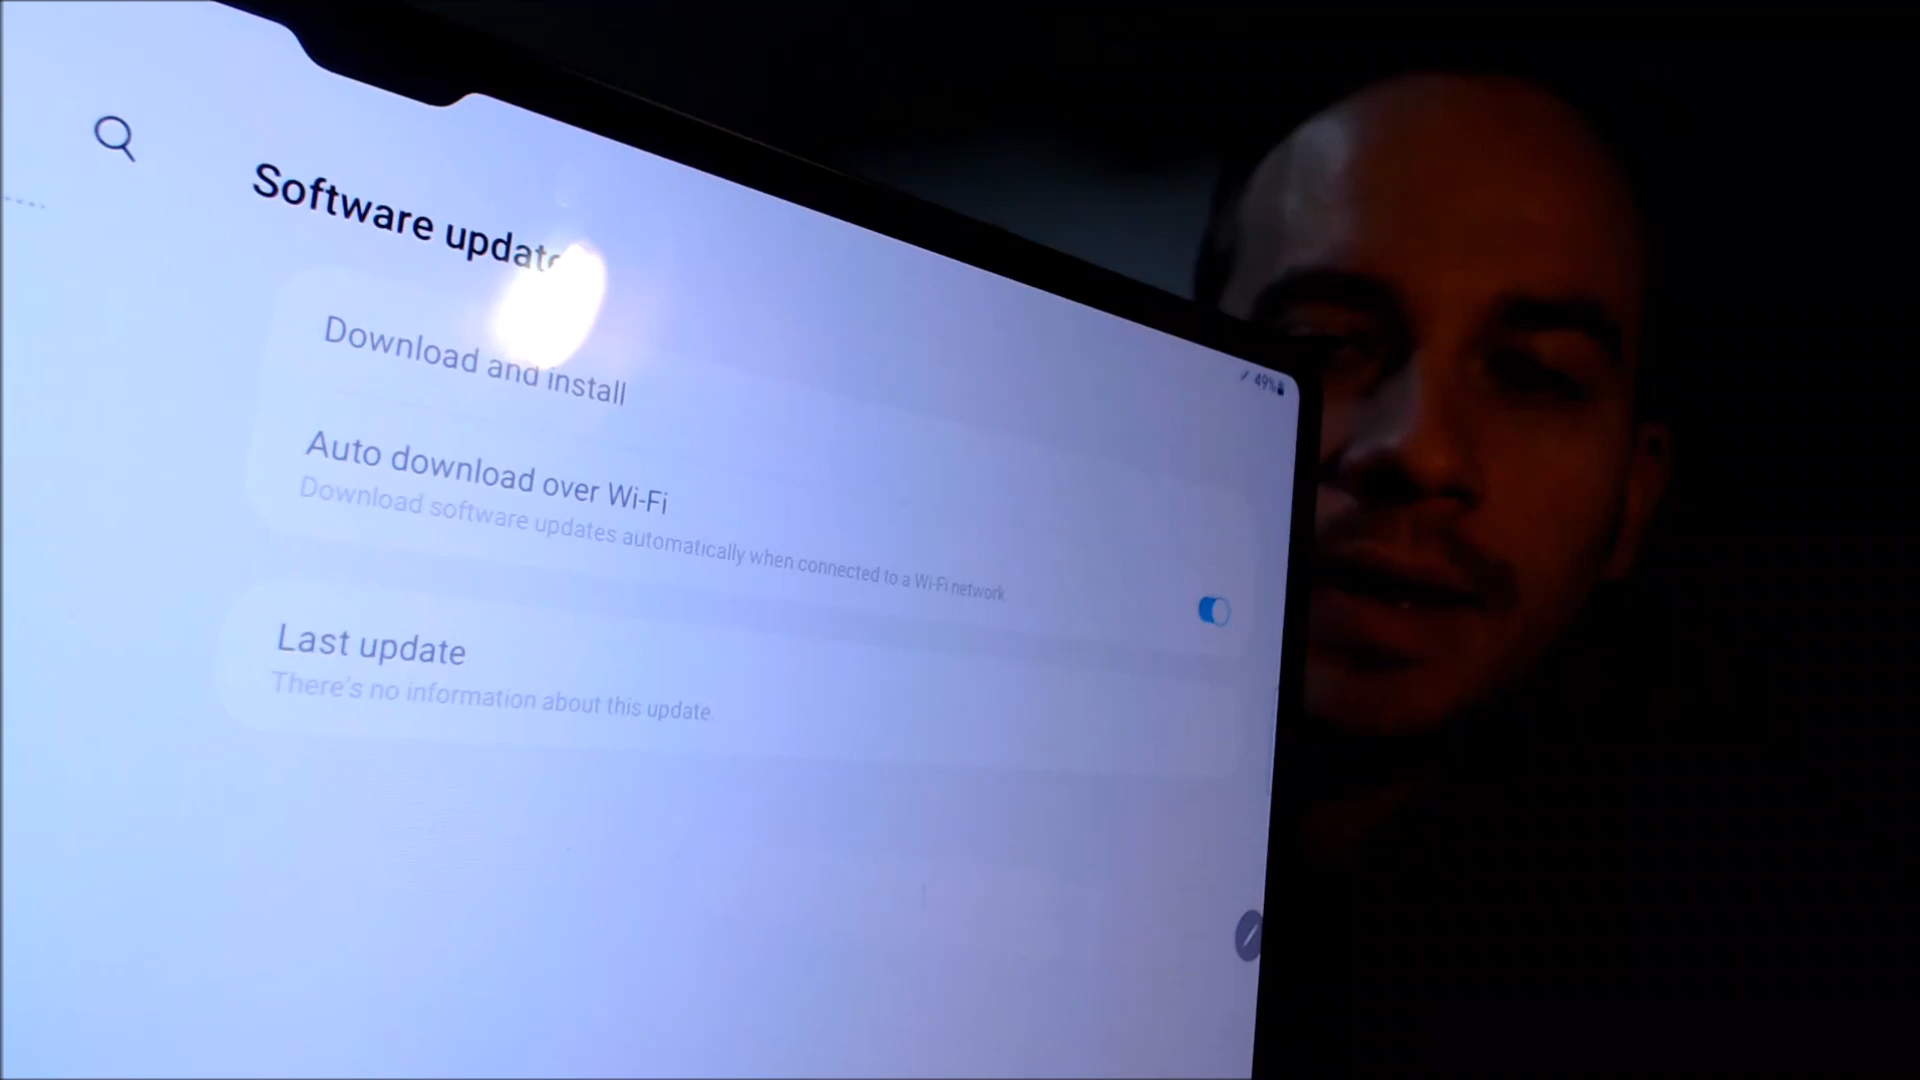 49%
Software update
Download and install
Auto download over Wi-Fi
Download software updates automatically when connected to a Wi-Fi network
Last update
There's no information about this update.